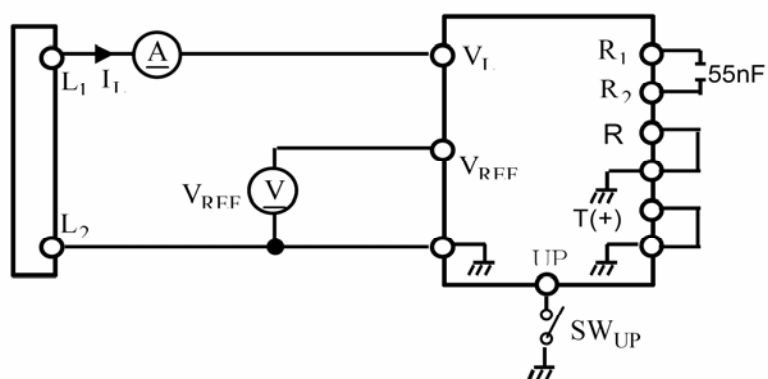 L1
IL
A
VL
R1
55nF
R2
R
VREF
VREF
V
T(+)
L2
UP
SWUP